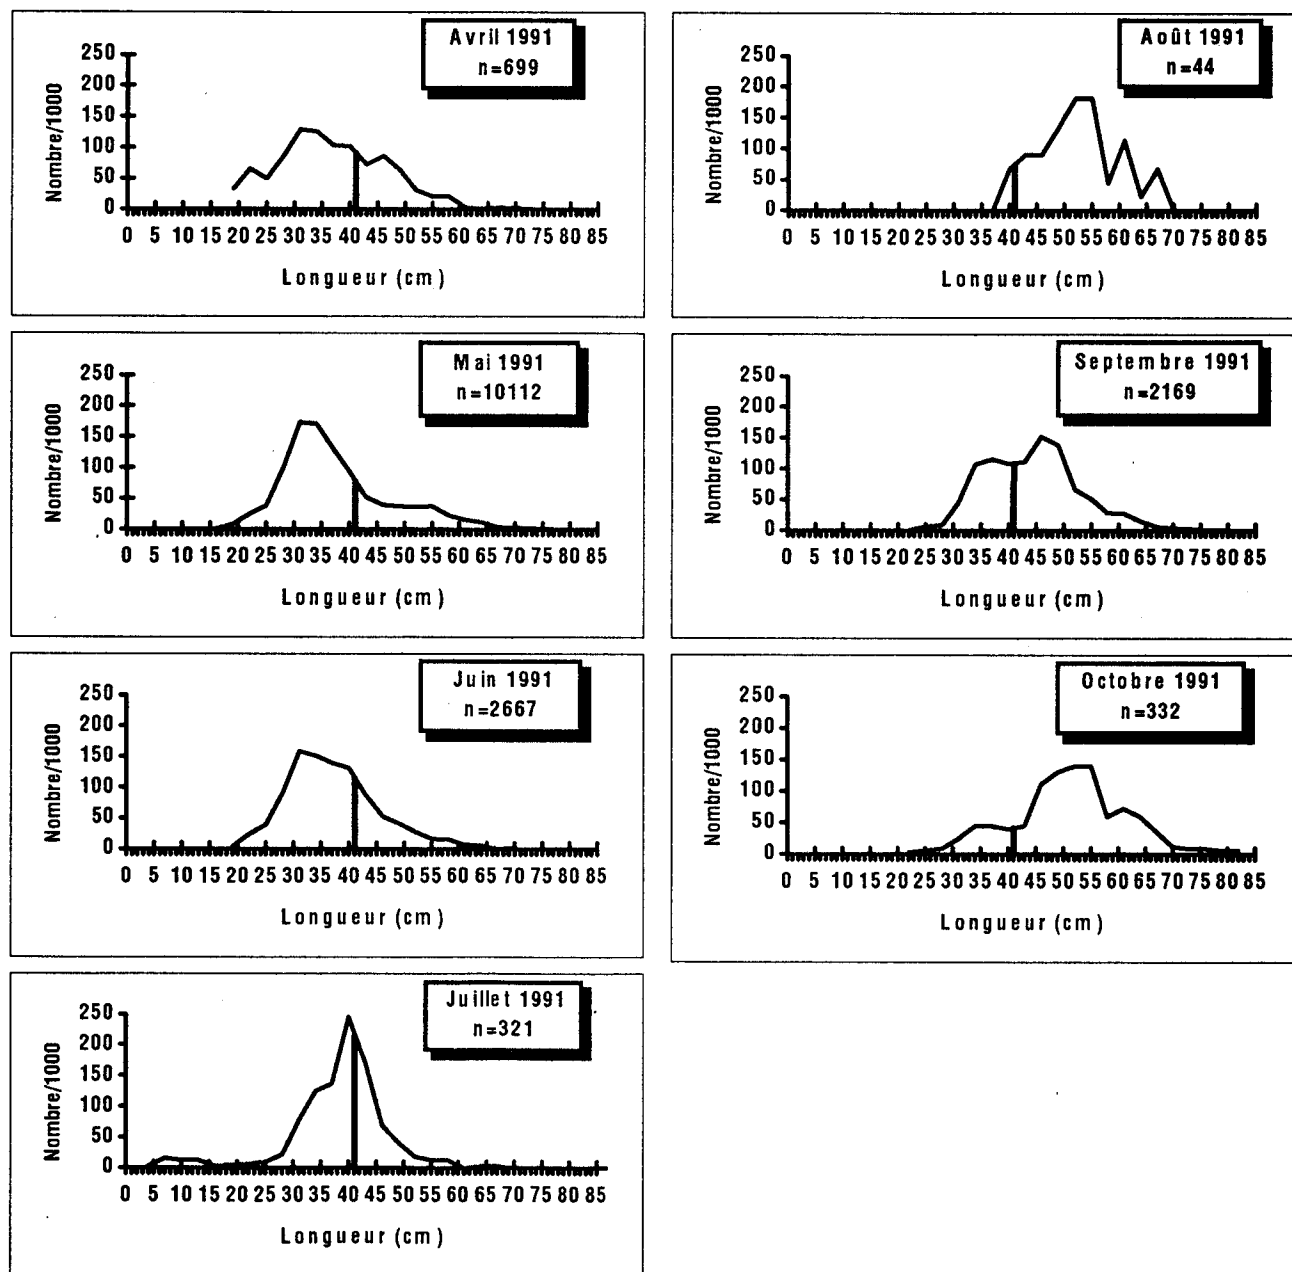 Avril 1991
n=699
Nombre/1000
250
200
150
100
50
0
0 5 10 15 20 25 30 35 40 45 50 55 60 65 70 75 80 85
Longueur (cm)
Août 1991
n=44
Nombre/1000
250
200
150
100
50
0
0 5 10 15 20 25 30 35 40 45 50 55 60 65 70 75 80 85
Longueur (cm)
Mai 1991
n=10112
Nombre/1000
250
200
150
100
50
0
0 5 10 15 20 25 30 35 40 45 50 55 60 65 70 75 80 85
Longueur (cm)
Septembre 1991
n=2169
Nombre/1000
250
200
150
100
50
0
0 5 10 15 20 25 30 35 40 45 50 55 60 65 70 75 80 85
Longueur (cm)
Juin 1991
n=2667
Nombre/1000
250
200
150
100
50
0
0 5 10 15 20 25 30 35 40 45 50 55 60 65 70 75 80 85
Longueur (cm)
Octobre 1991
n=332
Nombre/1000
250
200
150
100
50
0
0 5 10 15 20 25 30 35 40 45 50 55 60 65 70 75 80 85
Longueur (cm)
Juillet 1991
n=321
Nombre/1000
250
200
150
100
50
0
0 5 10 15 20 25 30 35 40 45 50 55 60 65 70 75 80 85
Longueur (cm)